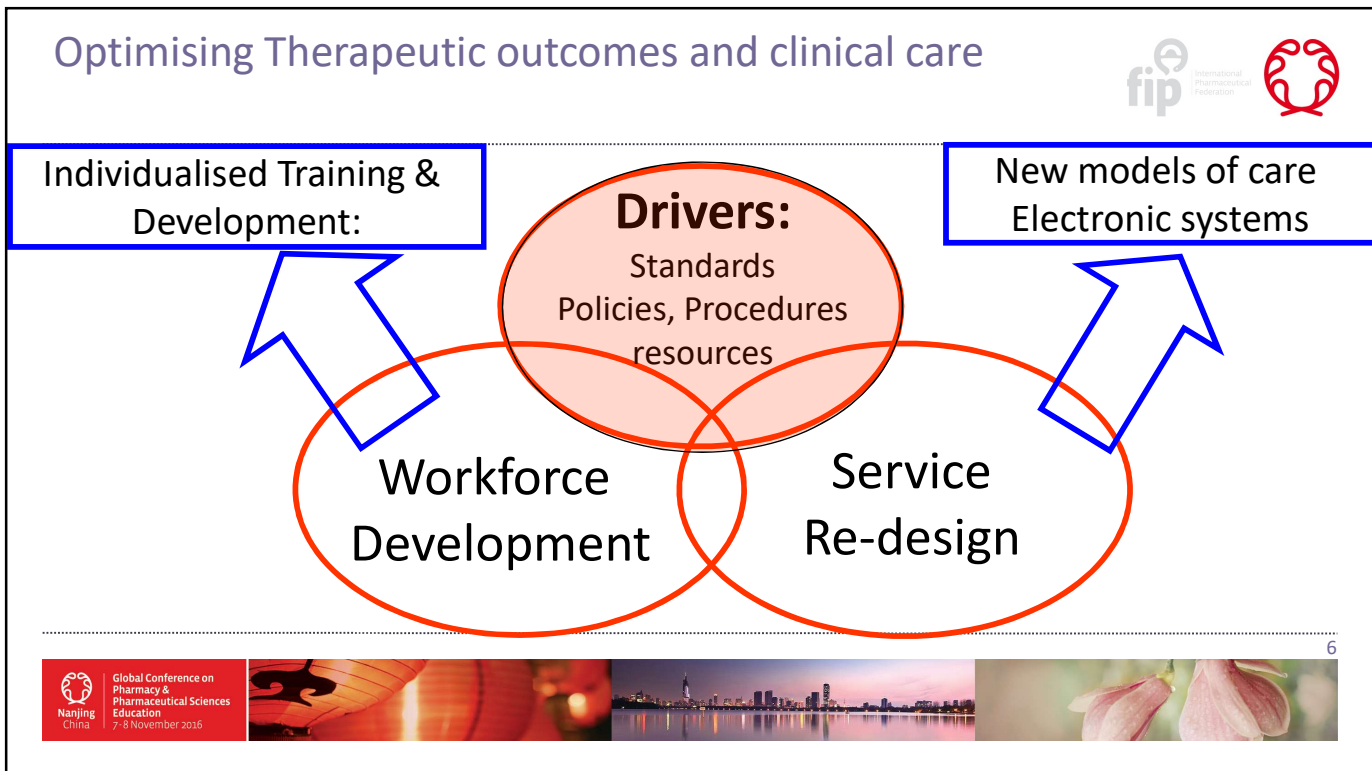 Optimising Therapeutic outcomes and clinical care
fip
International
Pharmaceutical
Federation
Individualised Training &
Development:
Drivers:
Standards
Policies, Procedures
resources
New models of care
Electronic systems
Workforce
Development
Service
Re-design
6
Nanjing
China
Global Conference on
Pharmacy &
Pharmaceutical Sciences
Education
7-8 November 2016